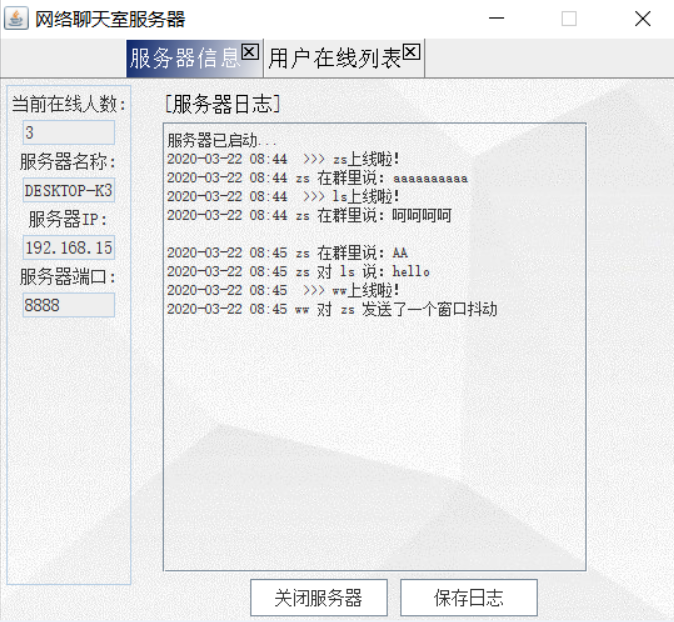 网络聊天室服务器
服务器信息 用户在线列表
当前在线人数:
3
服务器名称:
DESKTOP-K3
服务器IP:
192.168.15
服务器端口:
8888
[服务器日志]
服务器已启动...
2020-03-22 08:44 >>> zs上线啦!
2020-03-22 08:44 zs 在群里说: aaaaaaaaaa
2020-03-22 08:44 >>> ls上线啦!
2020-03-22 08:44 zs 在群里说: 呵呵呵呵
2020-03-22 08:45 zs 在群里说: AA
2020-03-22 08:45 zs 对 ls 说: hello
2020-03-22 08:45 >>> ww上线啦!
2020-03-22 08:45 ww 对 zs 发送了一个窗口抖动
关闭服务器 保存日志